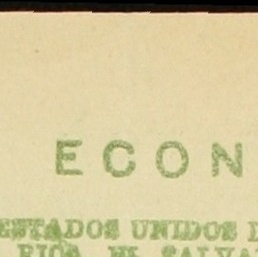 ECON
ESTADOS UNIDOS D
RICA, EL SALVA